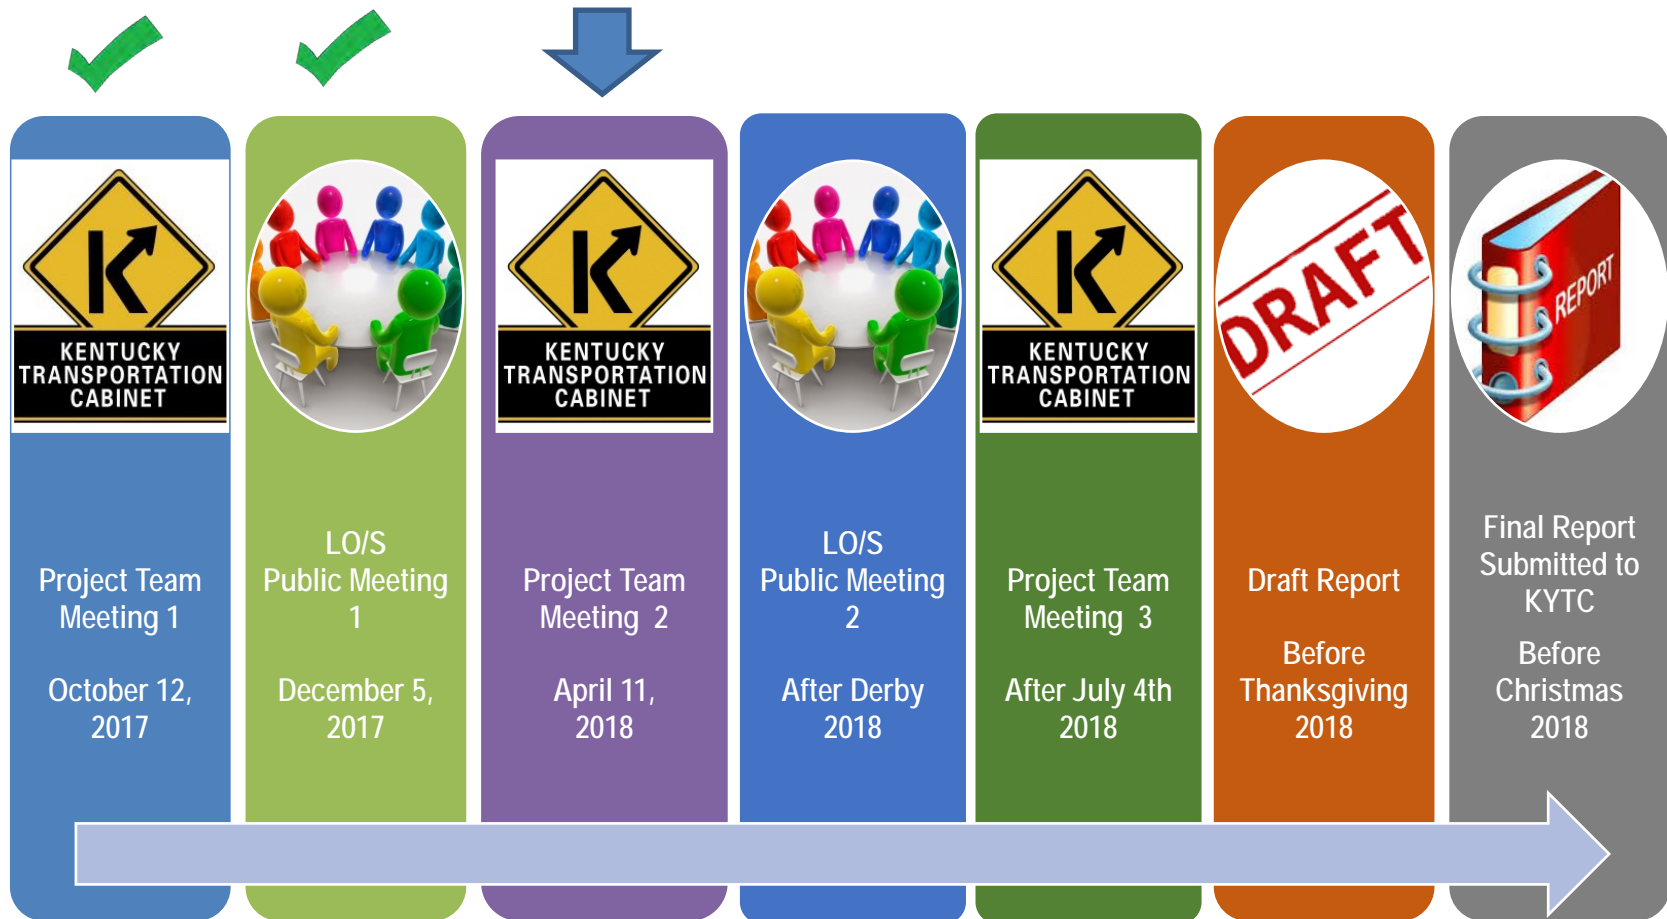 KENTUCKY
TRANSPORTATION
CABINET
Project Team
Meeting 1
October 12,
2017
LO/S
Public Meeting
1
December 5,
2017
KENTUCKY
TRANSPORTATION
CABINET
Project Team
Meeting 2
April 11,
2018
LO/S
Public Meeting
2
After Derby
2018
KENTUCKY
TRANSPORTATION
CABINET
Project Team
Meeting 3
After July 4th
2018
DRAFT
Draft Report
Before
Thanksgiving
2018
REPORT
Final Report
Submitted to
KYTC
Before
Christmas
2018